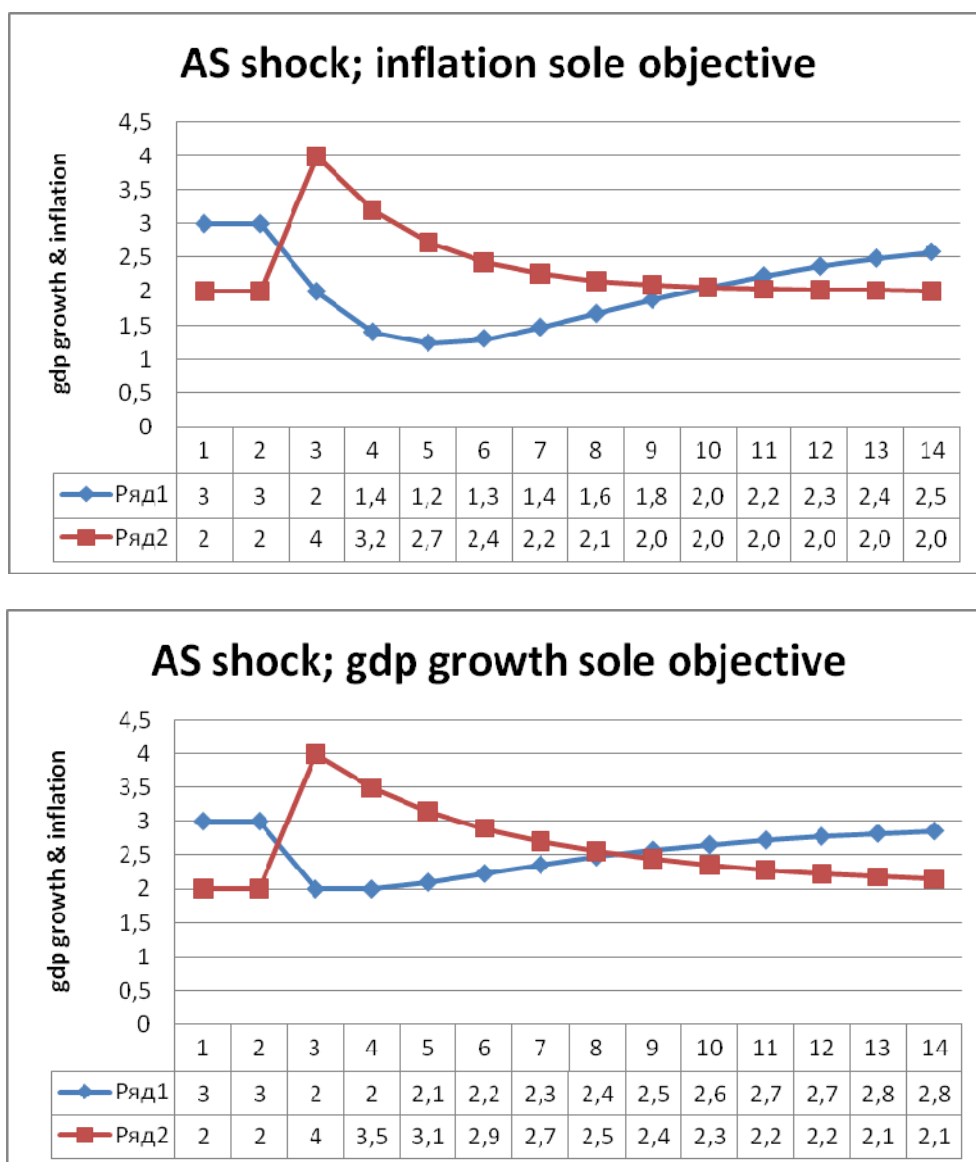 AS shock; inflation sole objective
gdp growth & inflation
4,5
4
3,5
3
2,5
2
1,5
1
0,5
0
1 2 3 4 5 6 7 8 9 10 11 12 13 14
Ряд1 3 3 2 1,4 1,2 1,3 1,4 1,6 1,8 2,0 2,2 2,3 2,4 2,5
Ряд2 2 2 4 3,2 2,7 2,4 2,2 2,1 2,0 2,0 2,0 2,0 2,0 2,0
AS shock; gdp growth sole objective
gdp growth & inflation
4,5
4
3,5
3
2,5
2
1,5
1
0,5
0
1 2 3 4 5 6 7 8 9 10 11 12 13 14
Ряд1 3 3 2 2 2,1 2,2 2,3 2,4 2,5 2,6 2,7 2,7 2,8 2,8
Ряд2 2 2 4 3,5 3,1 2,9 2,7 2,5 2,4 2,3 2,2 2,2 2,1 2,1